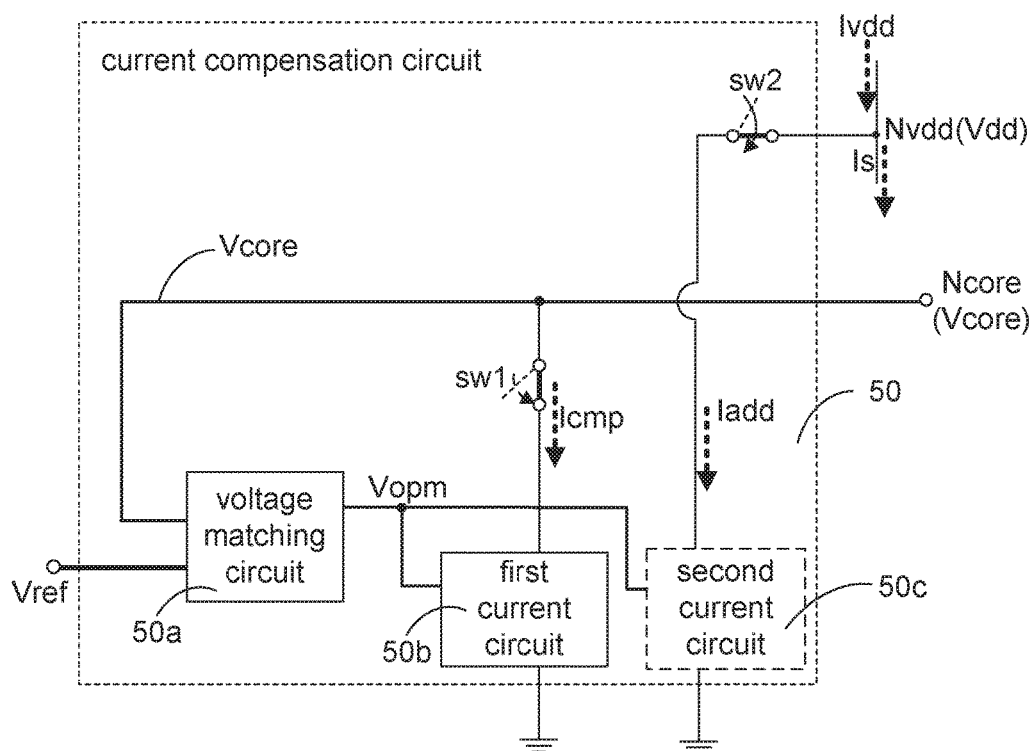 Ivdd
current compensation circuit
sw2
Nvdd(Vdd)
Is
Vcore
Ncore
(Vcore)
sw1
Icmp
Iadd
50
Vopm
voltage
matching
circuit
first
current
circuit
second
current
circuit
50c
Vref
50a
50b